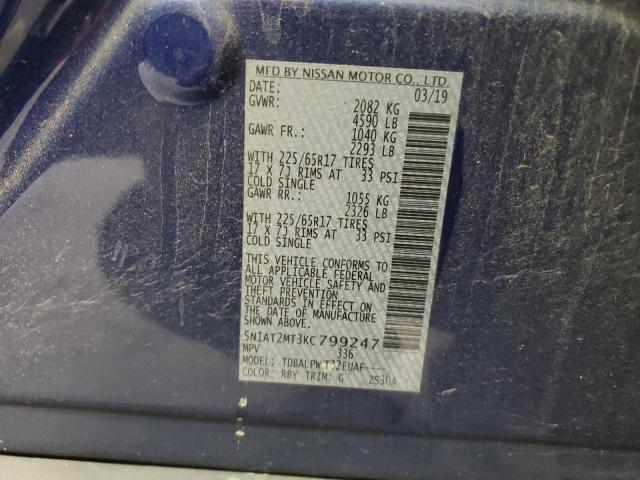 MFD BY NISSAN MOTOR CO., LTD
DATE: 03/19
GVWR: 2082 KG
4590 LB
GAWR FR.: 1040 KG
2293 LB
WITH 225/65R17 TIRES
17 X 7J RIMS AT 33 PSI
COLD SINGLE
GAWR RR.: 1055 KG
2326 LB
WITH 225/65R17 TIRES
17 X 7J RIMS AT 33 PSI
COLD SINGLE
THIS VEHICLE CONFORMS TO
ALL APPLICABLE FEDERAL
MOTOR VEHICLE SAFETY AND
THEFT PREVENTION
STANDARDS IN EFFECT ON
THE DATE OF MANUFACTURE
SHOWN ABOVE.
5N1AT2MT3KC799247
MPV 336
MODEL: TDBALPW 32EUAF----
COLOR: RBY TRIM: G ZS30A